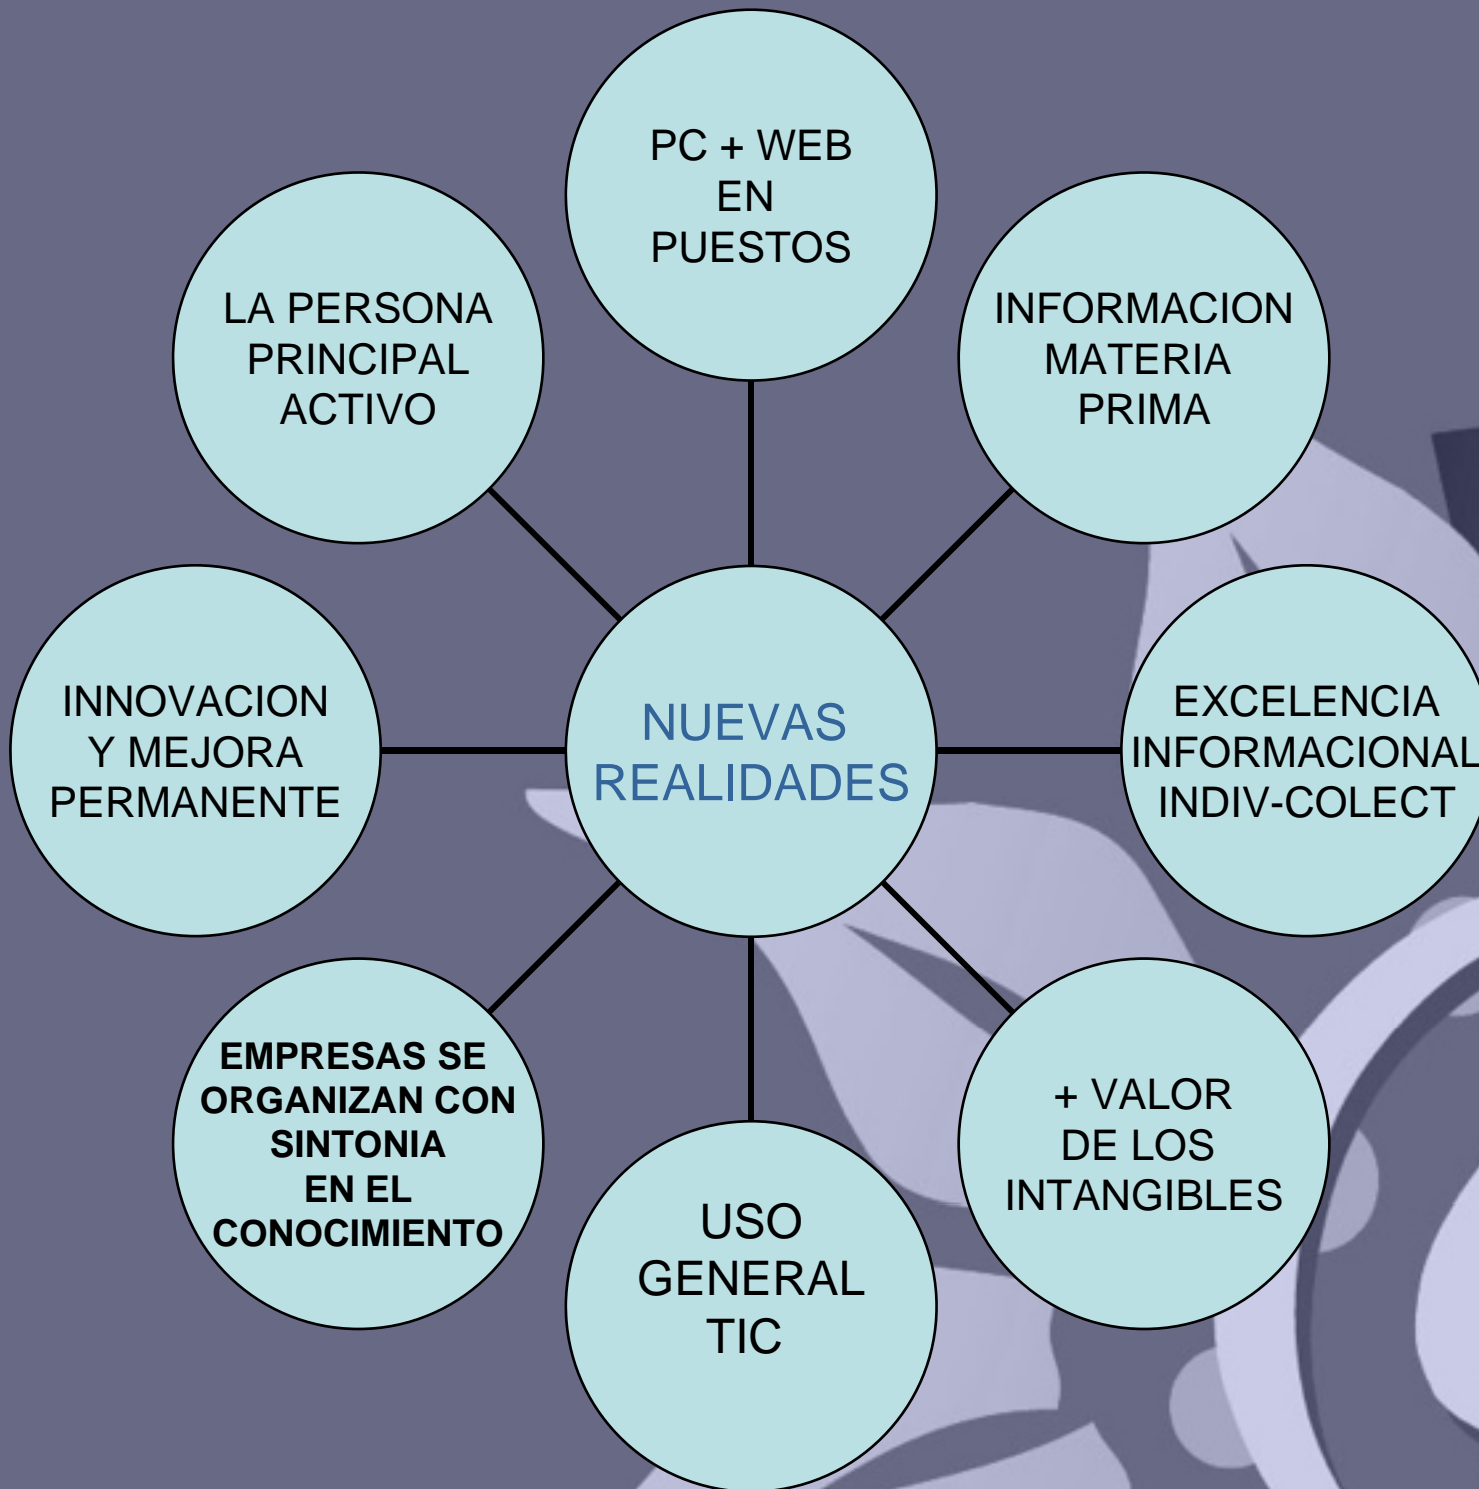 PC + WEB
EN
PUESTOS
LA PERSONA
PRINCIPAL
ACTIVO
INFORMACION
MATERIA
PRIMA
INNOVACION
Y MEJORA
PERMANENTE
NUEVAS
REALIDADES
EXCELENCIA
INFORMACIONAL
INDIV-COLECT
EMPRESAS SE
ORGANIZAN CON
SINTONIA
EN EL
CONOCIMIENTO
+ VALOR
DE LOS
INTANGIBLES
USO
GENERAL
TIC